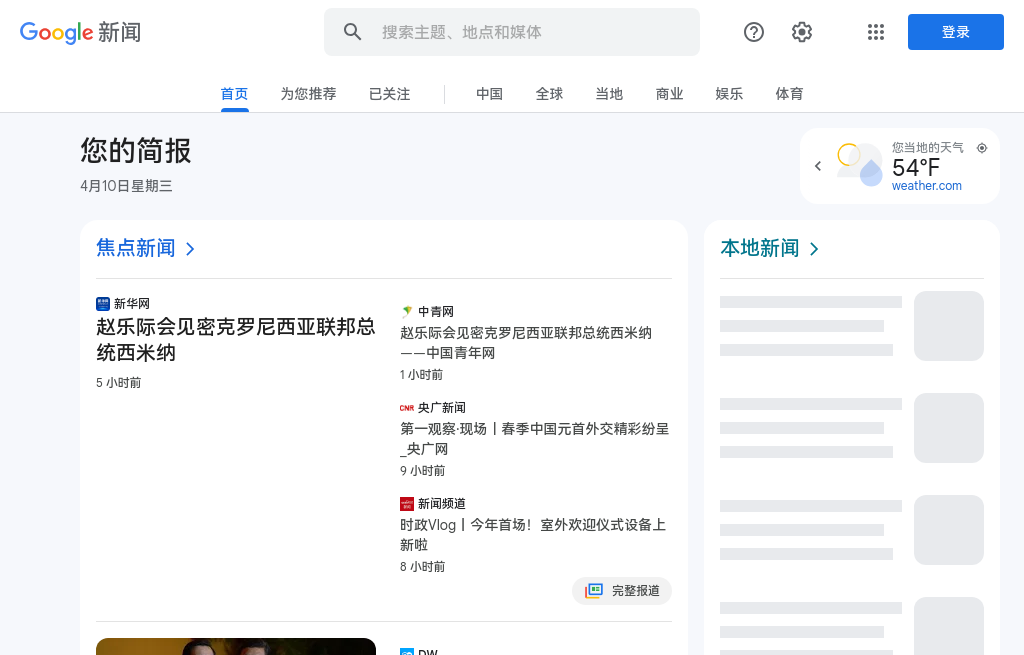 Google 新闻
搜索主题、地点和媒体
登录
首页
为您推荐
已关注
中国
全球
当地
商业
娱乐
体育
您的简报
4月10日星期三
您当地的天气
54°F
weather.com
焦点新闻
新华网
赵乐际会见密克罗尼西亚联邦总
统西米纳
5 小时前
中青网
赵乐际会见密克罗尼西亚联邦总统西米纳
——中国青年网
1 小时前
CNR 央广新闻
第一观察·现场丨春季中国元首外交精彩纷呈
_央广网
9 小时前
新闻频道
时政Vlog丨今年首场！室外欢迎仪式设备上
新啦
8 小时前
完整报道
DW
本地新闻